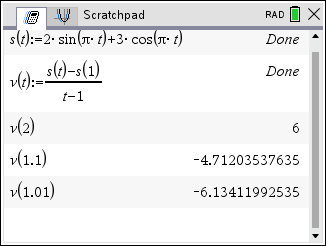 Scratchpad RAD
s(t):=2·sin(π·t)+3·cos(π·t) Done
v(t):=(s(t)−s(1))/(t−1) Done
v(2) 6
v(1.1) −4.71203537635
v(1.01) −6.13411992535